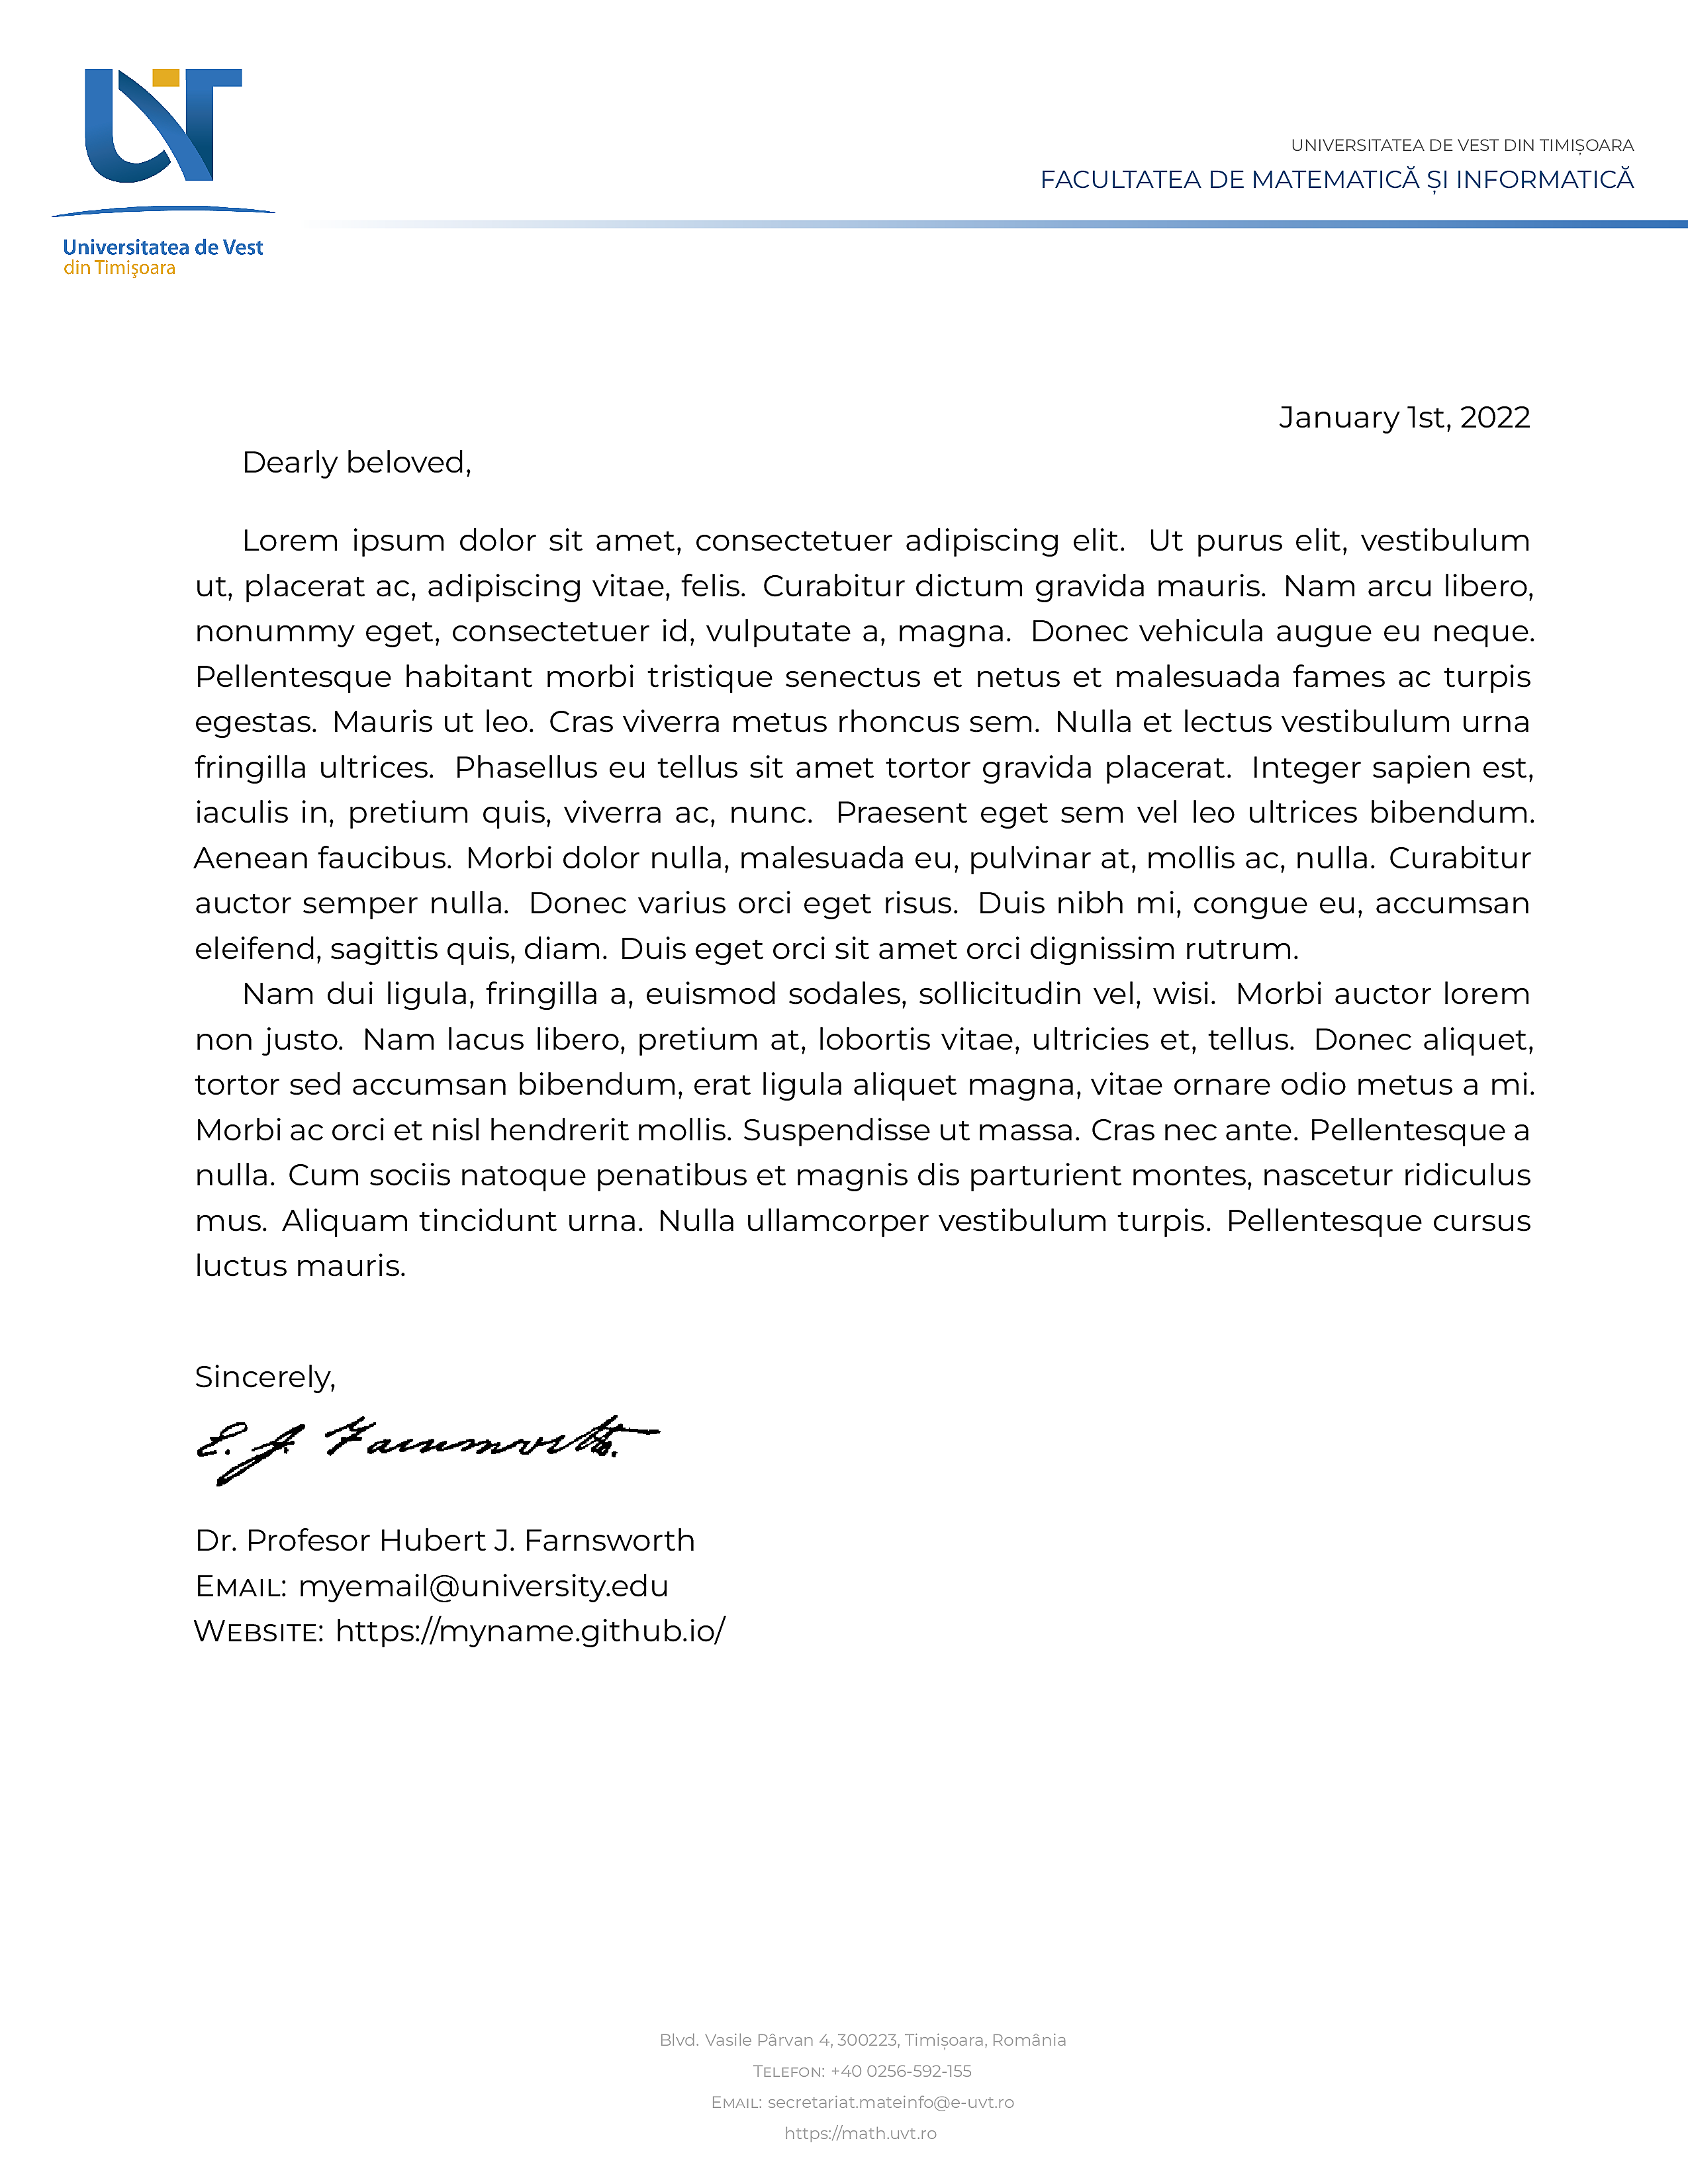 UNIVERSITATEA DE VEST DIN TIMIȘOARA
FACULTATEA DE MATEMATICĂ ȘI INFORMATICĂ
Universitatea de Vest
din Timişoara
January 1st, 2022
Dearly beloved,
Lorem ipsum dolor sit amet, consectetuer adipiscing elit. Ut purus elit, vestibulum
ut, placerat ac, adipiscing vitae, felis. Curabitur dictum gravida mauris. Nam arcu libero,
nonummy eget, consectetuer id, vulputate a, magna. Donec vehicula augue eu neque.
Pellentesque habitant morbi tristique senectus et netus et malesuada fames ac turpis
egestas. Mauris ut leo. Cras viverra metus rhoncus sem. Nulla et lectus vestibulum urna
fringilla ultrices. Phasellus eu tellus sit amet tortor gravida placerat. Integer sapien est,
iaculis in, pretium quis, viverra ac, nunc. Praesent eget sem vel leo ultrices bibendum.
Aenean faucibus. Morbi dolor nulla, malesuada eu, pulvinar at, mollis ac, nulla. Curabitur
auctor semper nulla. Donec varius orci eget risus. Duis nibh mi, congue eu, accumsan
eleifend, sagittis quis, diam. Duis eget orci sit amet orci dignissim rutrum.
Nam dui ligula, fringilla a, euismod sodales, sollicitudin vel, wisi. Morbi auctor lorem
non justo. Nam lacus libero, pretium at, lobortis vitae, ultricies et, tellus. Donec aliquet,
tortor sed accumsan bibendum, erat ligula aliquet magna, vitae ornare odio metus a mi.
Morbi ac orci et nisl hendrerit mollis. Suspendisse ut massa. Cras nec ante. Pellentesque a
nulla. Cum sociis natoque penatibus et magnis dis parturient montes, nascetur ridiculus
mus. Aliquam tincidunt urna. Nulla ullamcorper vestibulum turpis. Pellentesque cursus
luctus mauris.
Sincerely,
E. J. Farnsworth.
Dr. Profesor Hubert J. Farnsworth
EMAIL: myemail@university.edu
WEBSITE: https://myname.github.io/
Blvd. Vasile Pârvan 4, 300223, Timișoara, România
TELEFON: +40 0256-592-155
EMAIL: secretariat.mateinfo@e-uvt.ro
https://math.uvt.ro